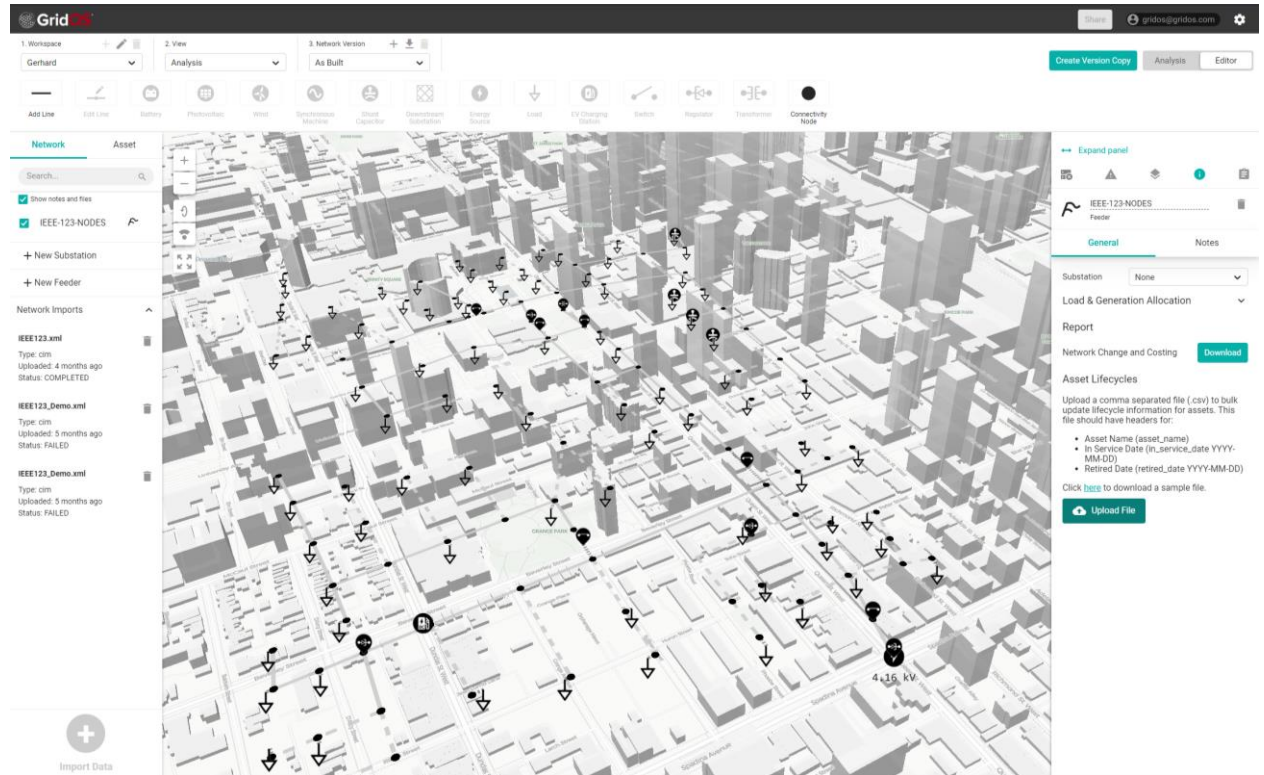 GridOS
Share
gridos@gridos.com
1. Workspace
2. View
3. Network Version
Gerhard
Analysis
As Built
Create Version Copy
Analysis
Editor
Add Line
Edit Line
Battery
Photovoltaic
Wind
Synchronous
Machine
Shunt
Capacitor
Downstream
Substation
Energy
Source
Load
EV Charging
Station
Switch
Regulator
Transformer
Connectivity
Node
Network
Asset
Search...
Show notes and files
IEEE-123-NODES
+ New Substation
+ New Feeder
Network Imports
IEEE123.xml
Type: cim
Uploaded: 4 months ago
Status: COMPLETED
IEEE123_Demo.xml
Type: cim
Uploaded: 5 months ago
Status: FAILED
IEEE123_Demo.xml
Type: cim
Uploaded: 5 months ago
Status: FAILED
Import Data
GRANGE PARK
Beverley Street
Spadina Avenue
Spadina Avenue
4.16 kV
Expand panel
IEEE-123-NODES
Feeder
General
Notes
Substation
None
Load & Generation Allocation
Report
Network Change and Costing
Download
Asset Lifecycles
Upload a comma separated file (.csv) to bulk
update lifecycle information for assets. This
file should have headers for:
• Asset Name (asset_name)
• In Service Date (in_service_date YYYY-
MM-DD)
• Retired Date (retired_date YYYY-MM-DD)
Click here to download a sample file.
Upload File